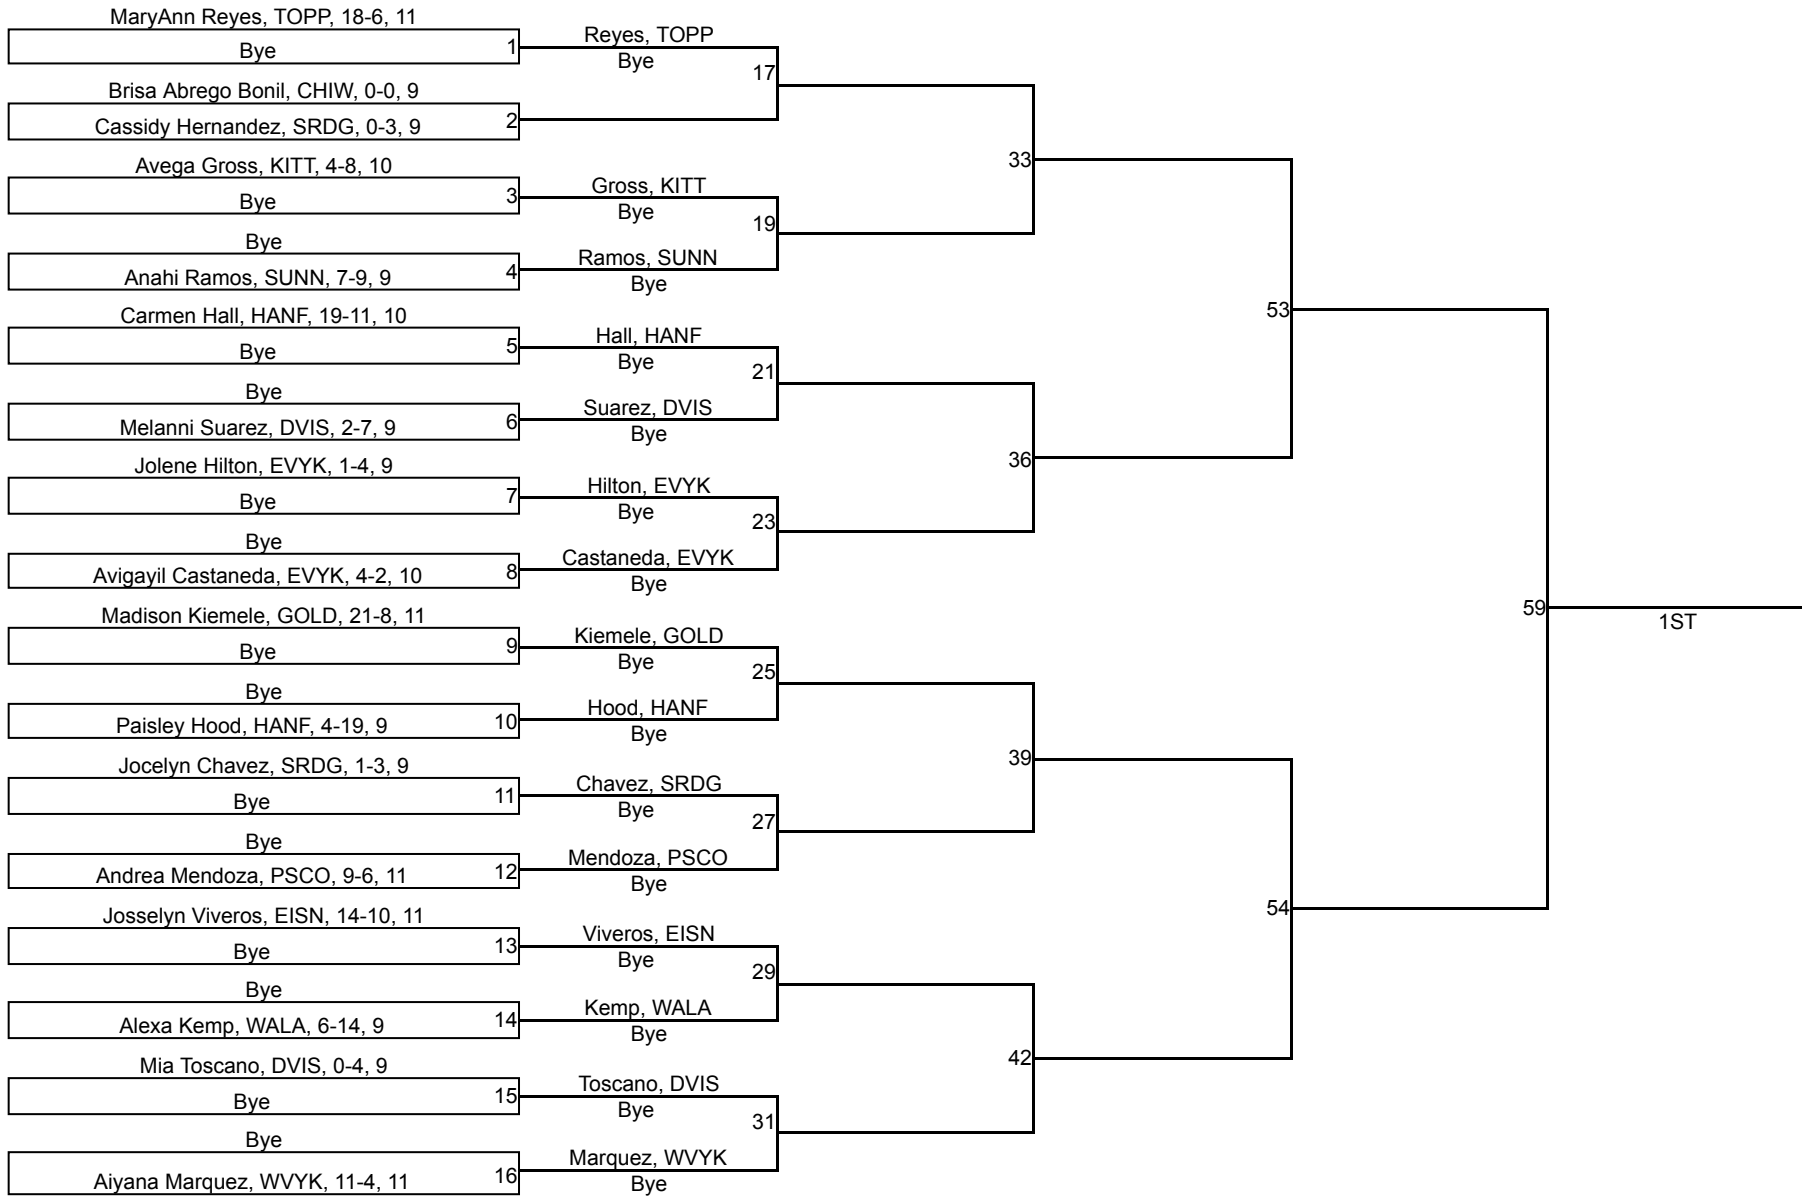 MaryAnn Reyes, TOPP, 18-6, 11
Bye
1
Reyes, TOPP
Bye
17
Brisa Abrego Bonil, CHIW, 0-0, 9
Cassidy Hernandez, SRDG, 0-3, 9
2
33
Avega Gross, KITT, 4-8, 10
Bye
3
Gross, KITT
Bye
19
Bye
Anahi Ramos, SUNN, 7-9, 9
4
Ramos, SUNN
Bye
53
Carmen Hall, HANF, 19-11, 10
Bye
5
Hall, HANF
Bye
21
Bye
Melanni Suarez, DVIS, 2-7, 9
6
Suarez, DVIS
Bye
36
Jolene Hilton, EVYK, 1-4, 9
Bye
7
Hilton, EVYK
Bye
23
Bye
Avigayil Castaneda, EVYK, 4-2, 10
8
Castaneda, EVYK
Bye
59
1ST
Madison Kiemele, GOLD, 21-8, 11
Bye
9
Kiemele, GOLD
Bye
25
Bye
Paisley Hood, HANF, 4-19, 9
10
Hood, HANF
Bye
39
Jocelyn Chavez, SRDG, 1-3, 9
Bye
11
Chavez, SRDG
Bye
27
Bye
Andrea Mendoza, PSCO, 9-6, 11
12
Mendoza, PSCO
Bye
54
Josselyn Viveros, EISN, 14-10, 11
Bye
13
Viveros, EISN
Bye
29
Bye
Alexa Kemp, WALA, 6-14, 9
14
Kemp, WALA
Bye
42
Mia Toscano, DVIS, 0-4, 9
Bye
15
Toscano, DVIS
Bye
31
Bye
Aiyana Marquez, WVYK, 11-4, 11
16
Marquez, WVYK
Bye